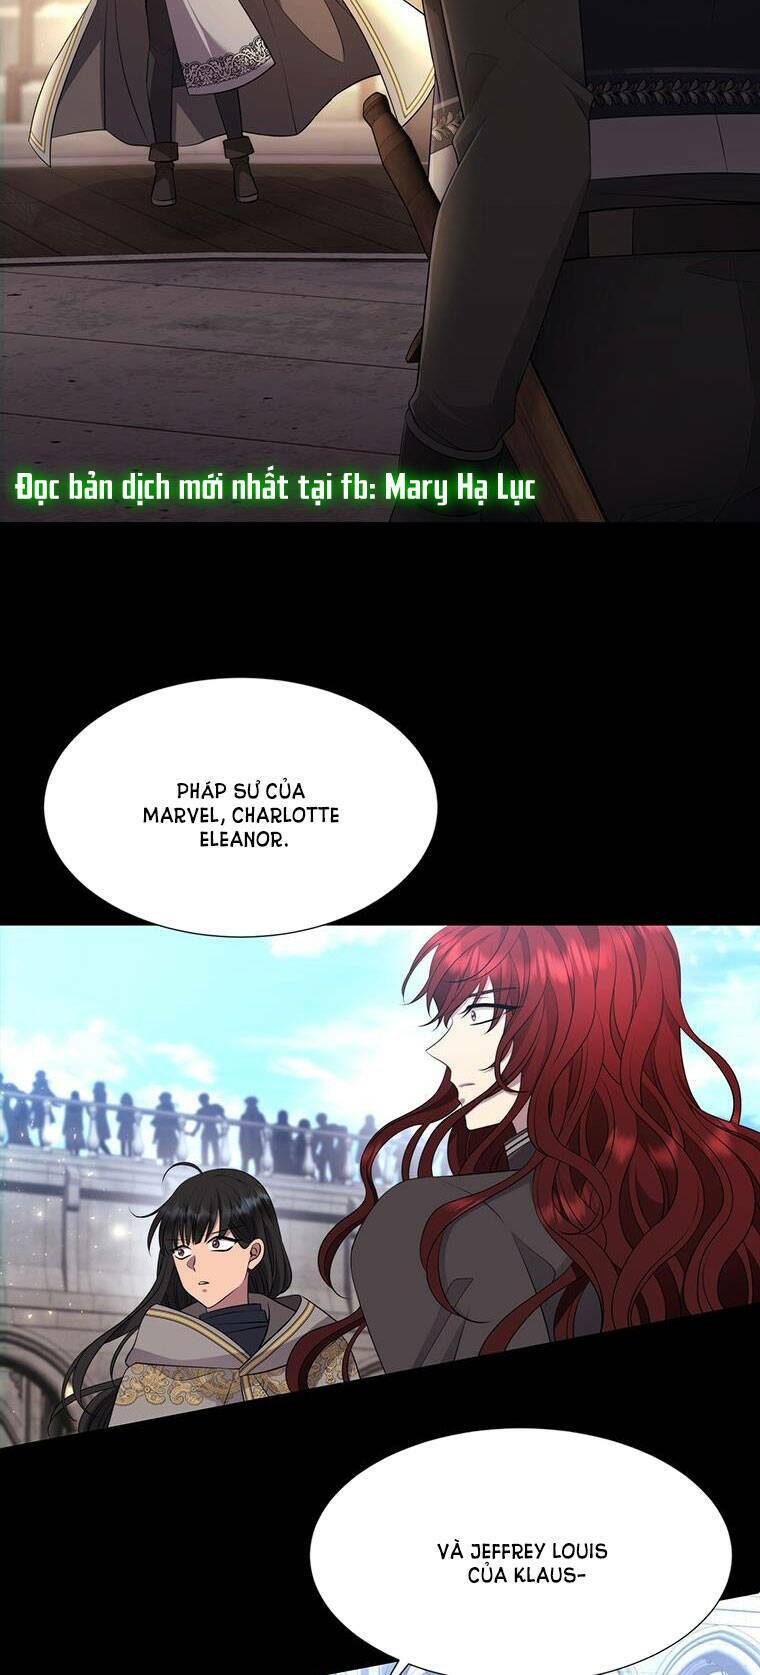 Đọc bản dịch mới nhất tại fb: Mary Hạ Lục
PHÁP SƯ CỦA
MARVEL, CHARLOTTE
ELEANOR.
VÀ JEFFREY LOUIS
CỦA KLAUS-